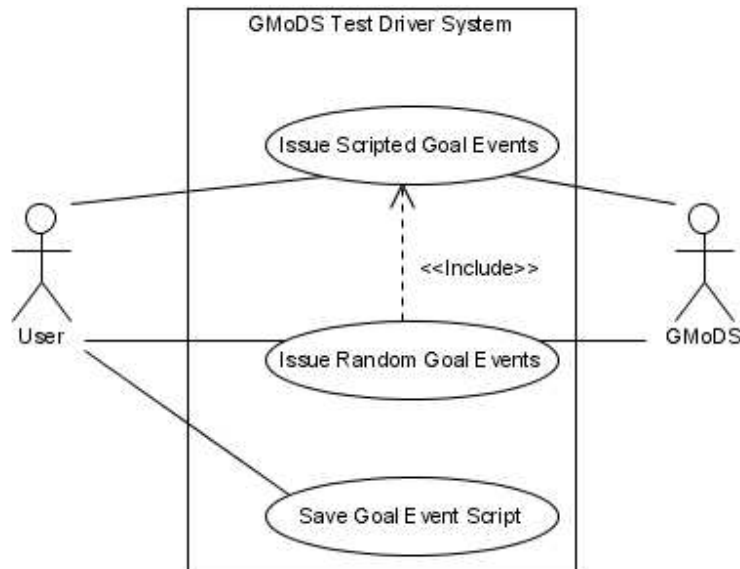 GMoDS Test Driver System
Issue Scripted Goal Events
<<Include>>
User
GMoDS
Issue Random Goal Events
Save Goal Event Script